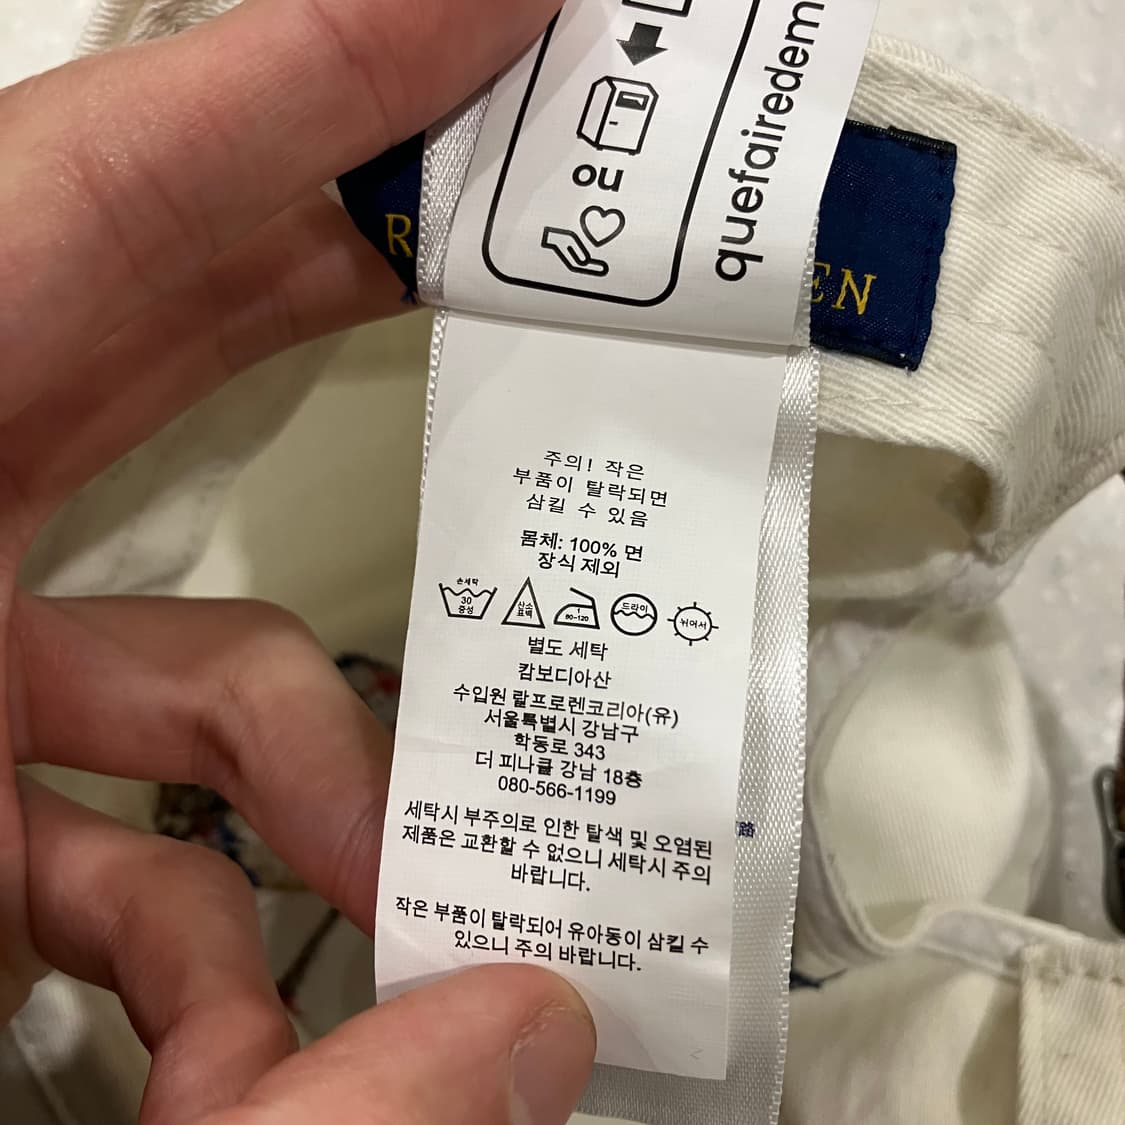 quefairedem
ou
R
EN
주의! 작은
부품이 탈락되면
삼킬 수 있음
몸체: 100% 면
장식 제외
손세탁
30
중성
산소
표백
1
80-120
드라이
뉘어서
별도 세탁
캄보디아산
수입원 랄프로렌코리아(유)
서울특별시 강남구
학동로 343
더 피나클 강남 18층
080-566-1199
세탁시 부주의로 인한 탈색 및 오염된
제품은 교환할 수 없으니 세탁시 주의
바랍니다.
작은 부품이 탈락되어 유아동이 삼킬 수
있으니 주의 바랍니다.
路